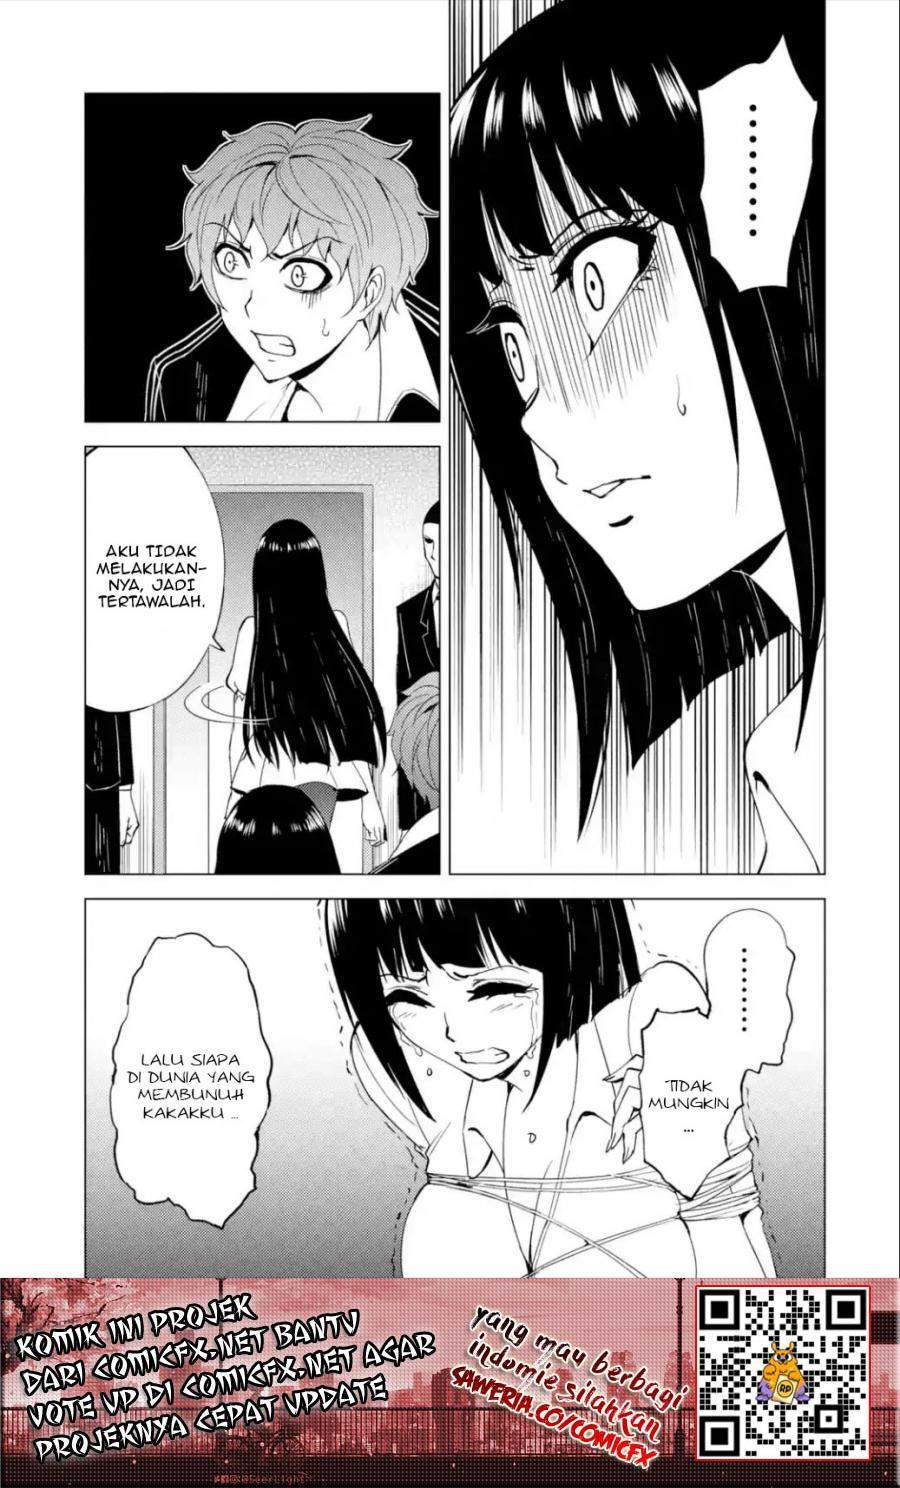 .........
AKU TIDAK
MELAKUKAN-
NYA, JADI
TERTAWALAH.
.........
TIDAK
MUNGKIN
...
LALU SIAPA
DI DUNIA YANG
MEMBUNUH
KAKAKKU ...
KOMIK INI PROJEK
DARI COMICFX.NET BANTU
VOTE UP DI COMICFX.NET AGAR
PROJEKNYA CEPAT UPDATE
yang mau berbagi
indomie silahkan
SAWERIA.CO/COMICFX
RP
@SeerLight